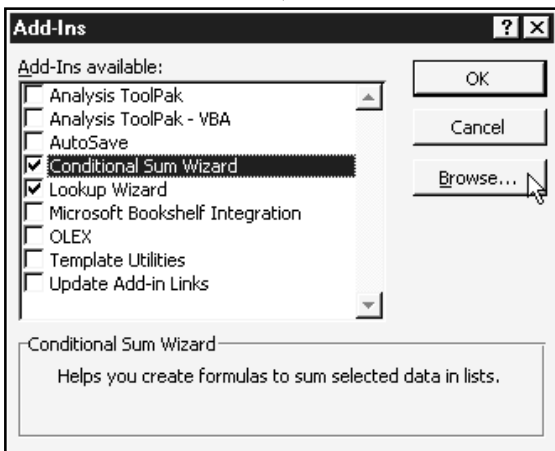 Add-Ins
Add-Ins available:
Analysis ToolPak
Analysis ToolPak - VBA
AutoSave
Conditional Sum Wizard
Lookup Wizard
Microsoft Bookshelf Integration
OLEX
Template Utilities
Update Add-in Links
OK
Cancel
Browse...
Conditional Sum Wizard
Helps you create formulas to sum selected data in lists.